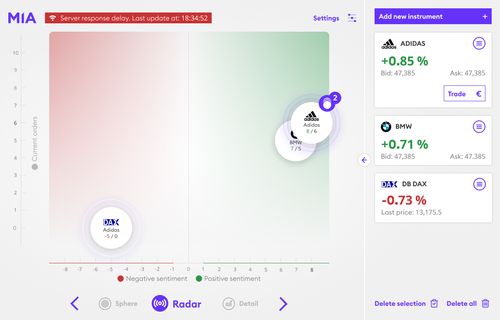 M1A
Server response delay. Last update at: 18:34:52
Settings
Add new instrument +
Current orders
10
9
8
7
6
5
4
3
2
1
0
2
Adidas
8 / 6
BMW
7 / 5
DAX
Adidas
-5 / 0
-8 -7 -6 -5 -4 -3 -2 -1 0 1 2 3 4 5 6 7 8
Negative sentiment
Positive sentiment
Sphere
Radar
Detail
ADIDAS
+0.85 %
Bid: 47,385 Ask: 47.385
Trade €
BMW
+0.71 %
Bid: 47,385 Ask: 47.385
DAX DB DAX
-0.73 %
Last price: 13,175.5
Delete selection
Delete all